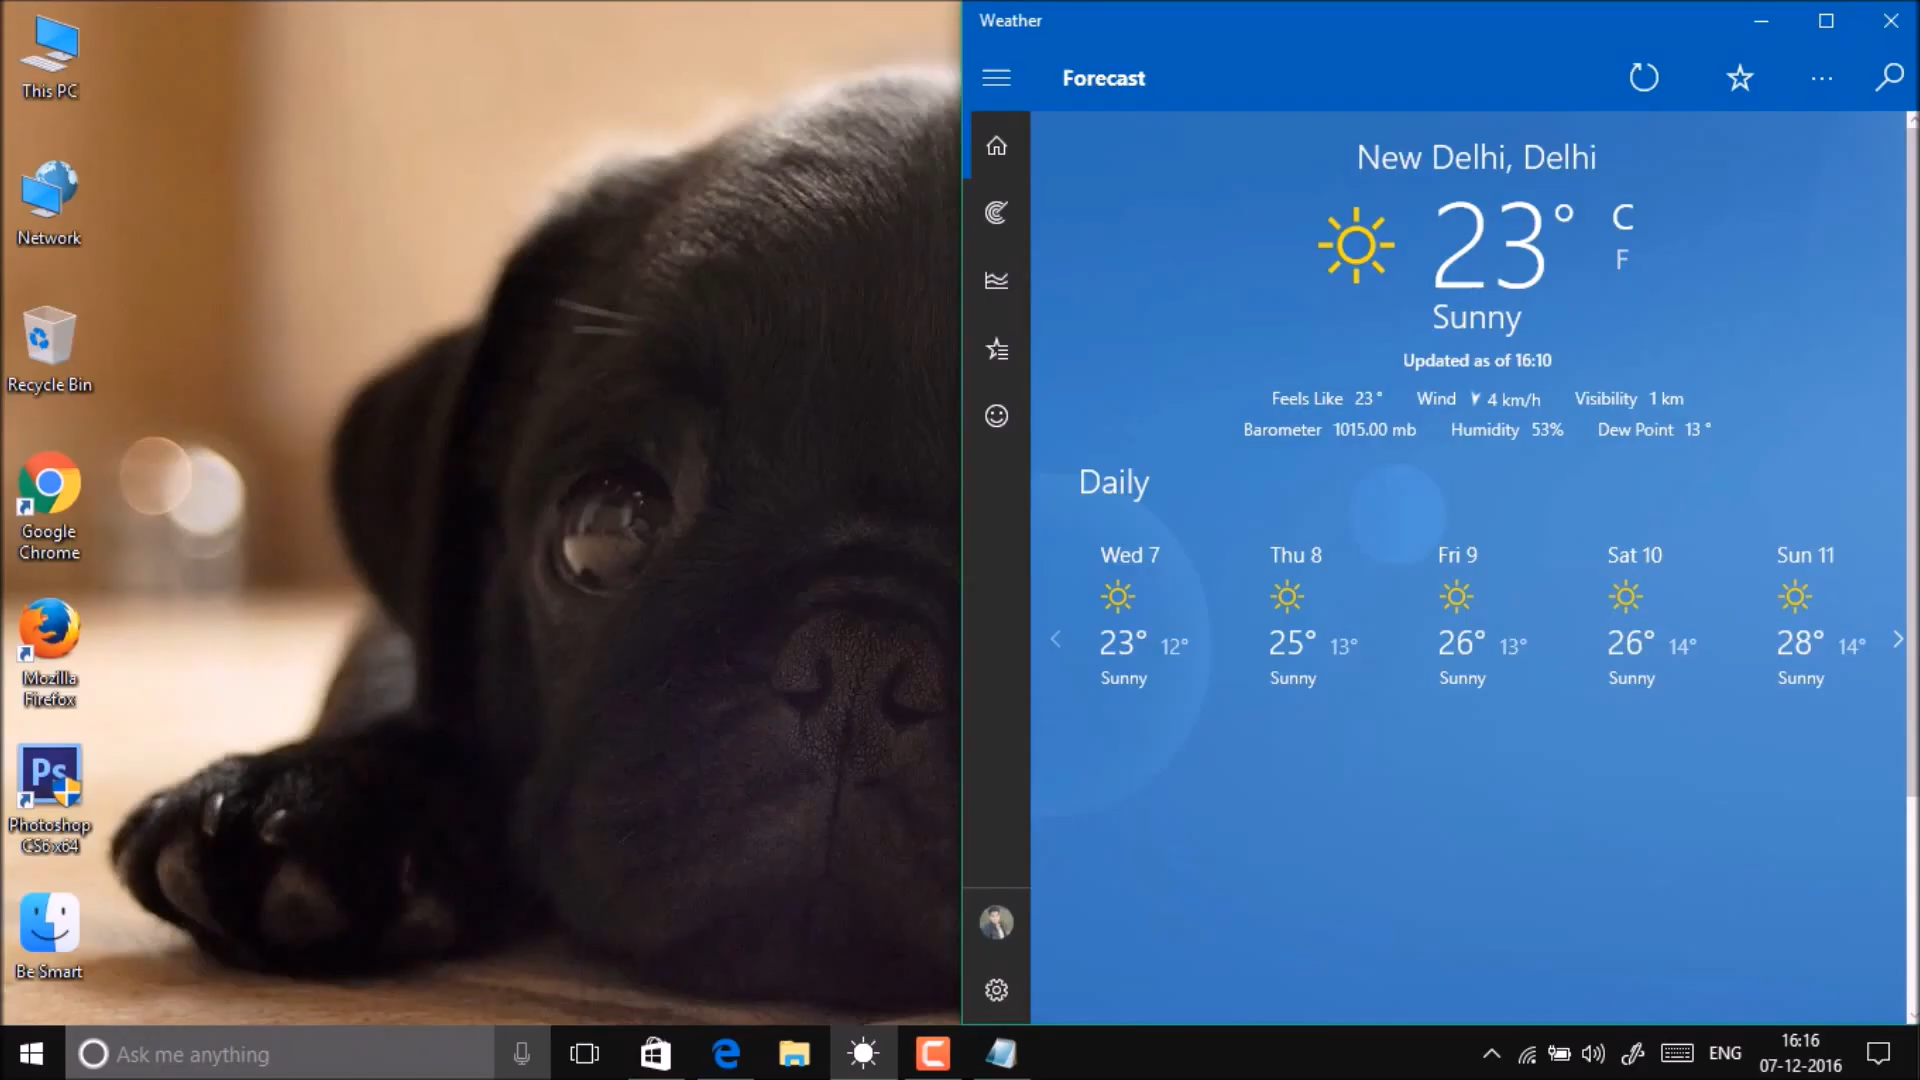 This PC
Network
Recycle Bin
Google
Chrome
Mozilla
Firefox
Ps
Photoshop
CS6 x64
Be Smart
Weather
Forecast
New Delhi, Delhi
23° C
F
Sunny
Updated as of 16:10
Feels Like 23° Wind 4 km/h Visibility 1 km
Barometer 1015.00 mb Humidity 53% Dew Point 13°
Daily
Wed 7 Thu 8 Fri 9 Sat 10 Sun 11
23° 12° 25° 13° 26° 13° 26° 14° 28° 14°
Sunny Sunny Sunny Sunny Sunny
Ask me anything
ENG
16:16
07-12-2016